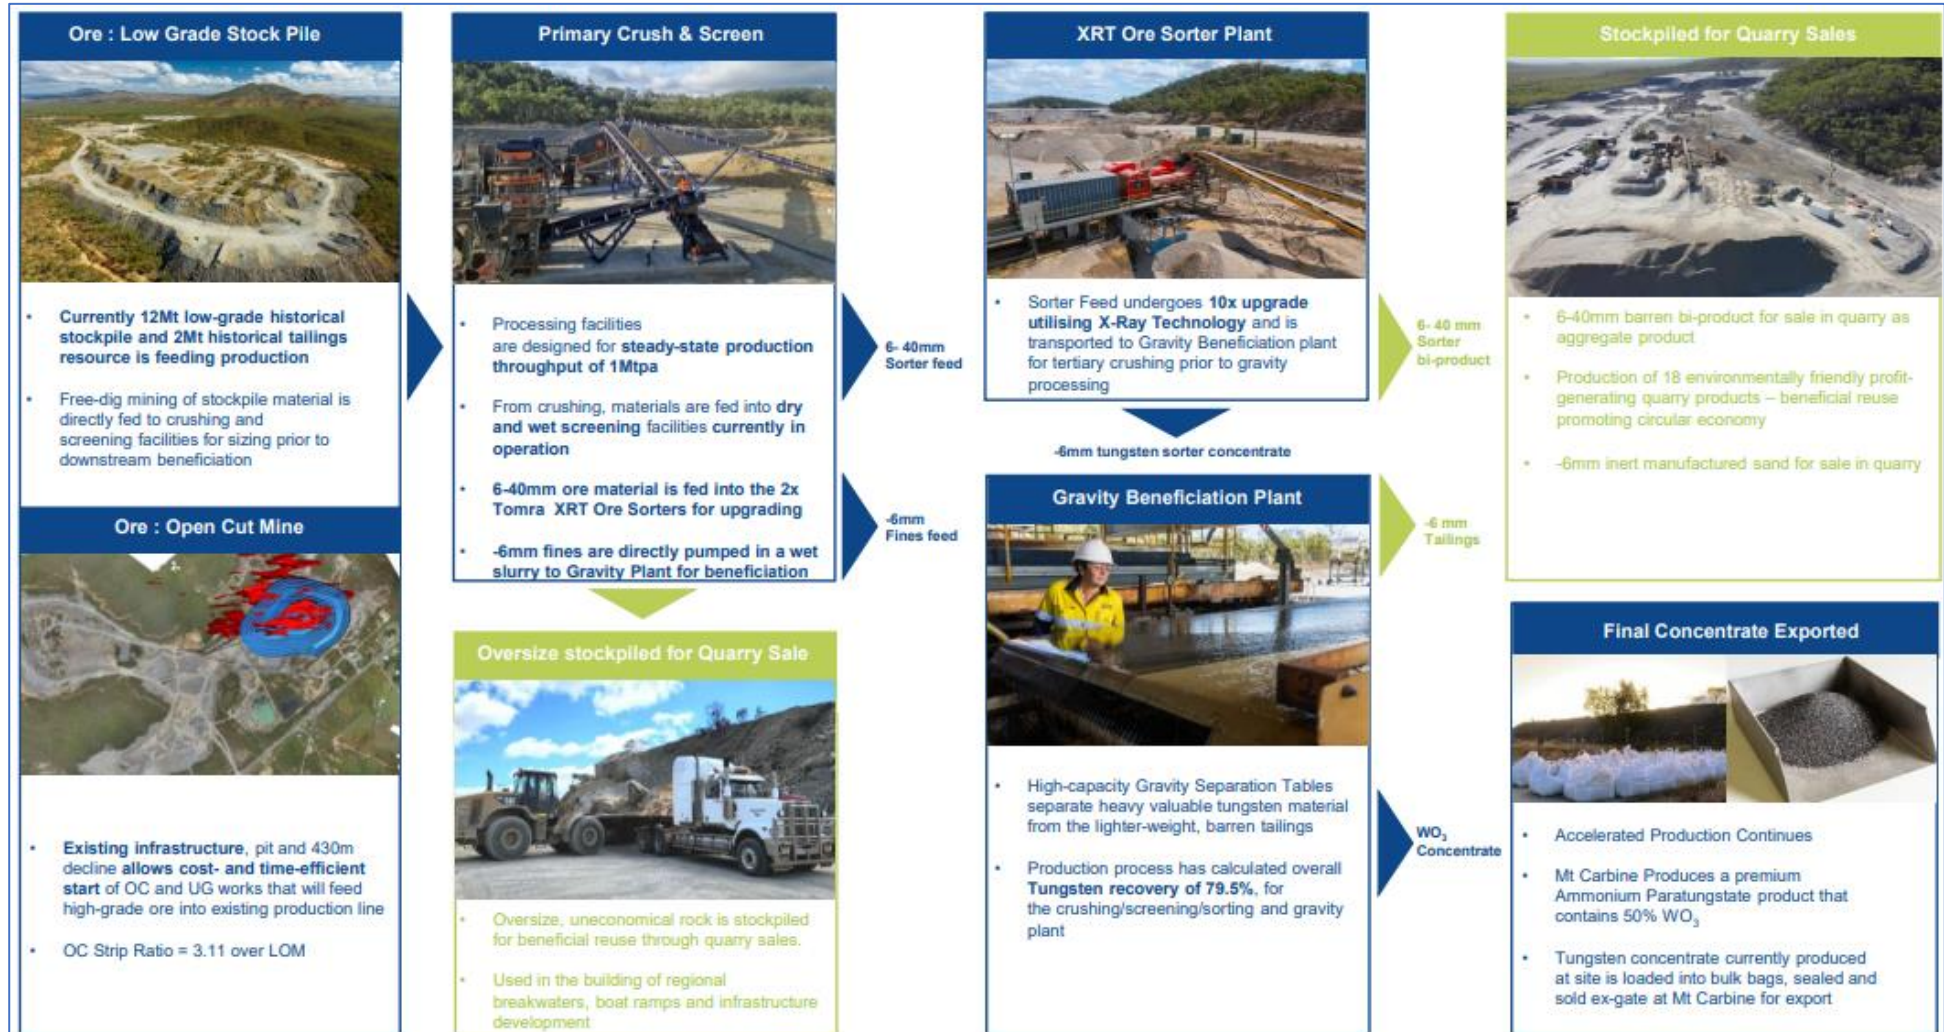 Ore : Low Grade Stock Pile
Currently 12Mt low-grade historical
stockpile and 2Mt historical tailings
resource is feeding production
Free-dig mining of stockpile material is
directly fed to crushing and
screening facilities for sizing prior to
downstream beneficiation
Ore : Open Cut Mine
Existing infrastructure, pit and 430m
decline allows cost- and time-efficient
start of OC and UG works that will feed
high-grade ore into existing production line
OC Strip Ratio = 3.11 over LOM
Primary Crush & Screen
Processing facilities
are designed for steady-state production
throughput of 1Mtpa
From crushing, materials are fed into dry
and wet screening facilities currently in
operation
6-40mm ore material is fed into the 2x
Tomra XRT Ore Sorters for upgrading
-6mm fines are directly pumped in a wet
slurry to Gravity Plant for beneficiation
Oversize stockpiled for Quarry Sale
Oversize, uneconomical rock is stockpiled
for beneficial reuse through quarry sales.
Used in the building of regional
breakwaters, boat ramps and infrastructure
development
6- 40mm
Sorter feed
-6mm
Fines feed
XRT Ore Sorter Plant
Sorter Feed undergoes 10x upgrade
utilising X-Ray Technology and is
transported to Gravity Beneficiation plant
for tertiary crushing prior to gravity
processing
-6mm tungsten sorter concentrate
Gravity Beneficiation Plant
High-capacity Gravity Separation Tables
separate heavy valuable tungsten material
from the lighter-weight, barren tailings
Production process has calculated overall
Tungsten recovery of 79.5%, for
the crushing/screening/sorting and gravity
plant
6- 40 mm
Sorter
bi-product
-6 mm
Tailings
WO₃
Concentrate
Stockpiled for Quarry Sales
6-40mm barren bi-product for sale in quarry as
aggregate product
Production of 18 environmentally friendly profit-
generating quarry products – beneficial reuse
promoting circular economy
-6mm inert manufactured sand for sale in quarry
Final Concentrate Exported
Accelerated Production Continues
Mt Carbine Produces a premium
Ammonium Paratungstate product that
contains 50% WO₃
Tungsten concentrate currently produced
at site is loaded into bulk bags, sealed and
sold ex-gate at Mt Carbine for export